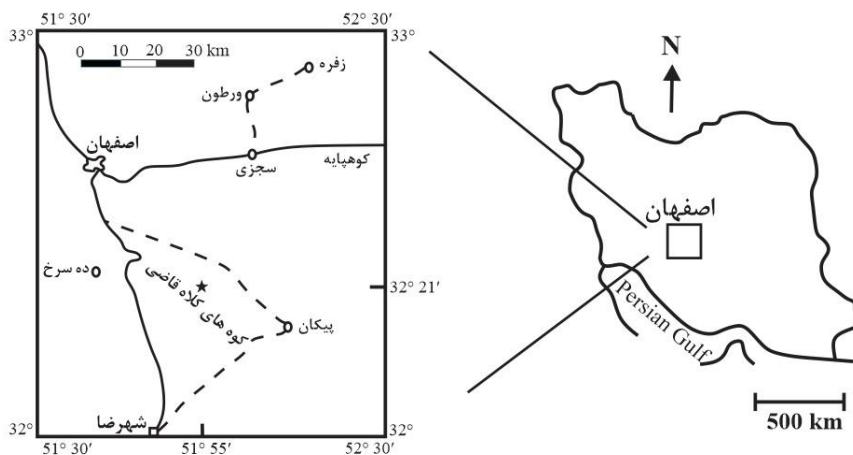 51° 30′
52° 30′
33°
33°
0 10 20 30 km
زفره
ورطون
اصفهان
سجزی
کوهپایه
ده سرخ
کوه های کلاه قاضی
پیکان
32° 21′
شهرضا
32°
32°
51° 30′
51° 55′
52° 30′
N
اصفهان
Persian Gulf
500 km